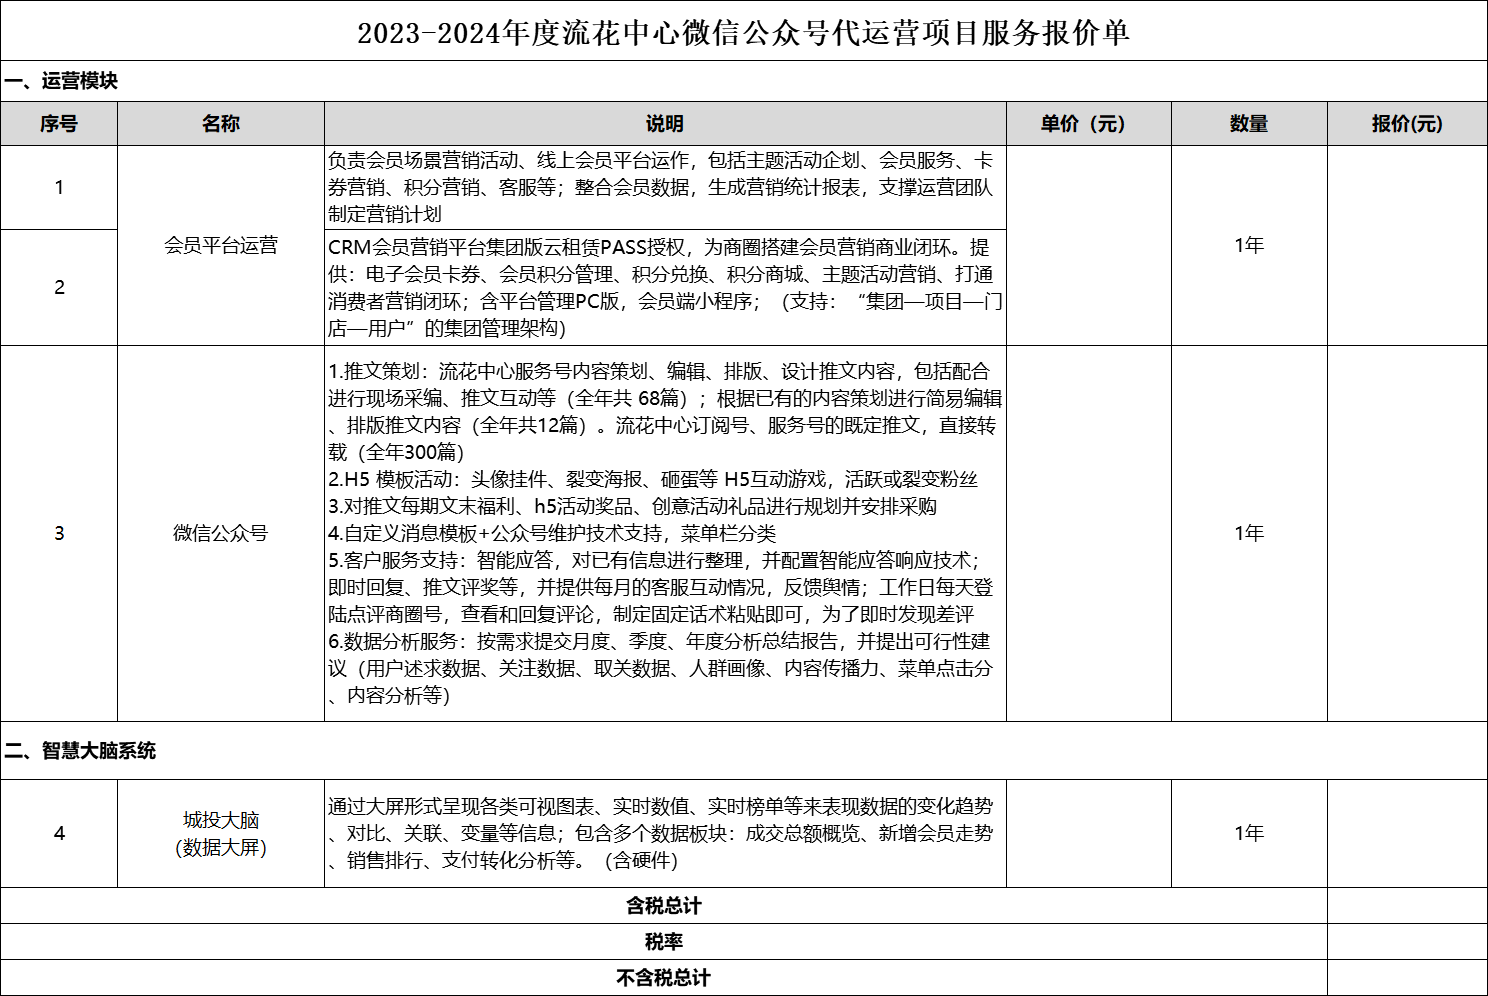 2023-2024年度流花中心微信公众号代运营项目服务报价单
一、运营模块
序号 名称 说明 单价（元） 数量 报价(元)
1
会员平台运营
负责会员场景营销活动、线上会员平台运作，包括主题活动企划、会员服务、卡
券营销、积分营销、客服等；整合会员数据，生成营销统计报表，支撑运营团队
制定营销计划
1年
2
CRM会员营销平台集团版云租赁PASS授权，为商圈搭建会员营销商业闭环。提
供：电子会员卡券、会员积分管理、积分兑换、积分商城、主题活动营销、打通
消费者营销闭环；含平台管理PC版，会员端小程序；（支持：“集团—项目—门
店—用户”的集团管理架构）
3
微信公众号
1.推文策划：流花中心服务号内容策划、编辑、排版、设计推文内容，包括配合
进行现场采编、推文互动等（全年共 68篇）；根据已有的内容策划进行简易编辑
、排版推文内容（全年共12篇）。流花中心订阅号、服务号的既定推文，直接转
载（全年300篇）
2.H5 模板活动：头像挂件、裂变海报、砸蛋等 H5互动游戏，活跃或裂变粉丝
3.对推文每期文末福利、h5活动奖品、创意活动礼品进行规划并安排采购
4.自定义消息模板+公众号维护技术支持，菜单栏分类
5.客户服务支持：智能应答，对已有信息进行整理，并配置智能应答响应技术；
即时回复、推文评奖等，并提供每月的客服互动情况，反馈舆情；工作日每天登
陆点评商圈号，查看和回复评论，制定固定话术粘贴即可，为了即时发现差评
6.数据分析服务：按需求提交月度、季度、年度分析总结报告，并提出可行性建
议（用户述求数据、关注数据、取关数据、人群画像、内容传播力、菜单点击分
、内容分析等）
1年
二、智慧大脑系统
4
城投大脑
（数据大屏）
通过大屏形式呈现各类可视图表、实时数值、实时榜单等来表现数据的变化趋势
、对比、关联、变量等信息；包含多个数据板块：成交总额概览、新增会员走势
、销售排行、支付转化分析等。（含硬件）
1年
含税总计
税率
不含税总计